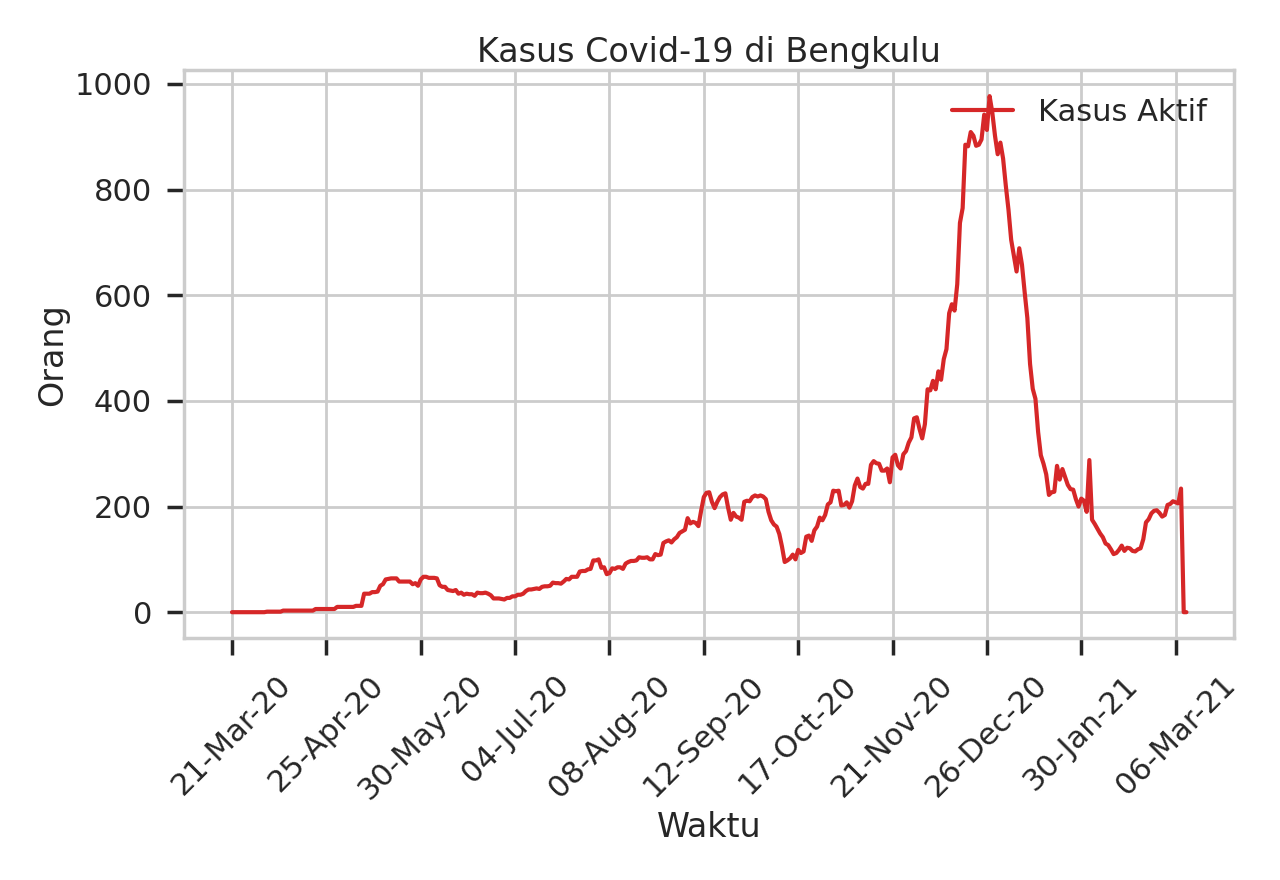 Kasus Covid-19 di Bengkulu
Kasus Aktif
Orang
1000
800
600
400
200
0
21-Mar-20
25-Apr-20
30-May-20
04-Jul-20
08-Aug-20
12-Sep-20
17-Oct-20
21-Nov-20
26-Dec-20
30-Jan-21
06-Mar-21
Waktu